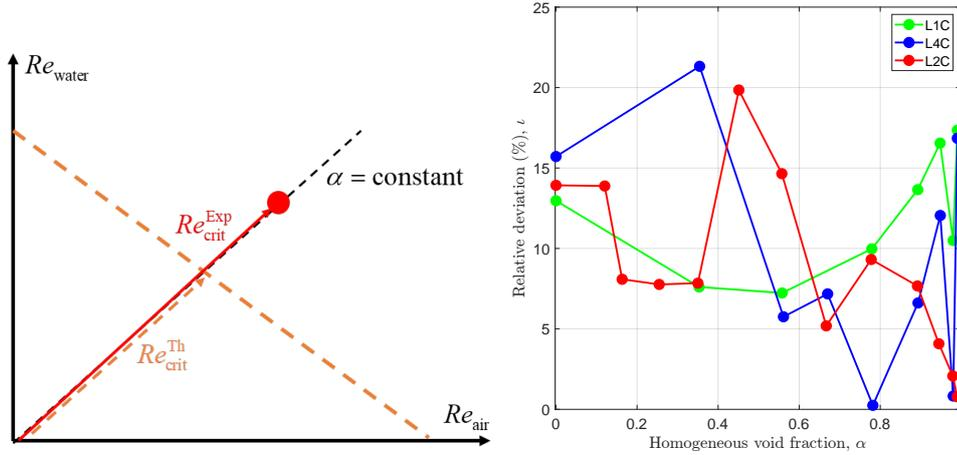 Re_water
α = constant
Re_crit^Exp
Re_crit^Th
Re_air
25
20
15
10
5
0
Relative deviation (%), ι
L1C
L4C
L2C
0 0.2 0.4 0.6 0.8
Homogeneous void fraction, α